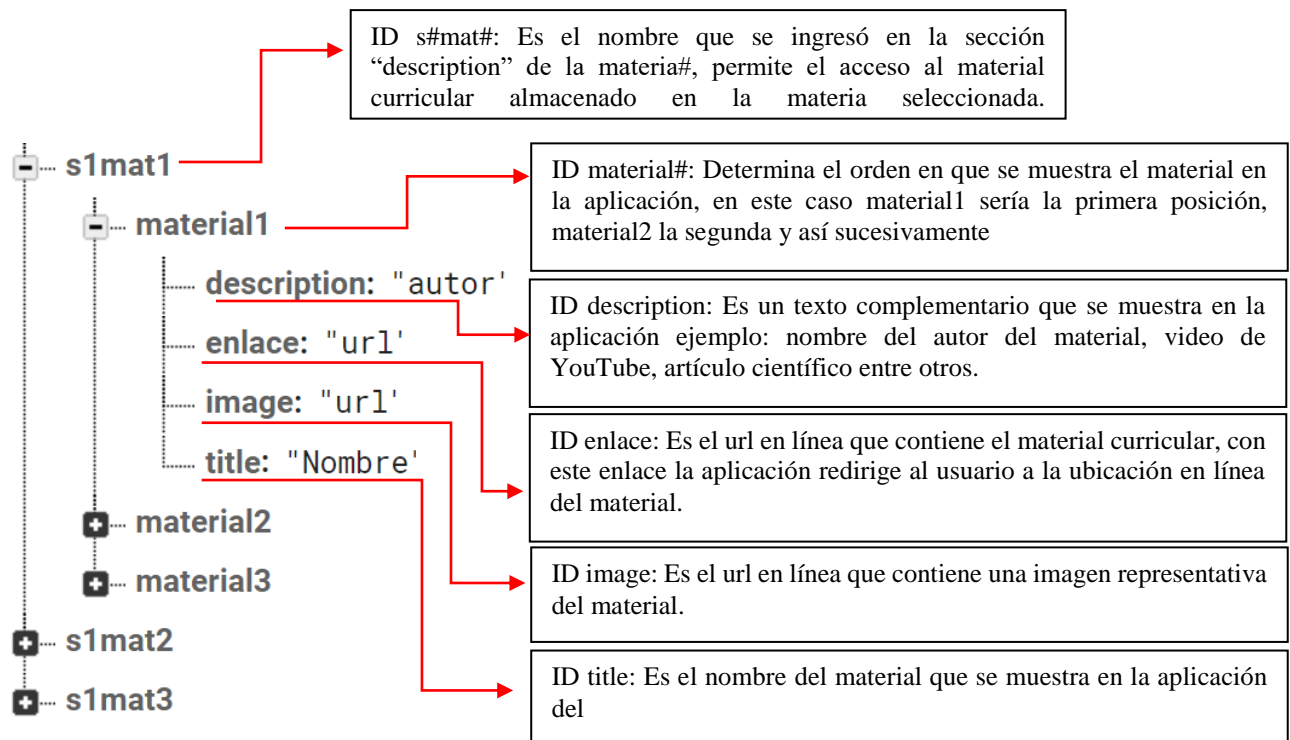 ID s#mat#: Es el nombre que se ingresó en la sección
“description” de la materia#, permite el acceso al material
curricular almacenado en la materia seleccionada.
s1mat1
ID material#: Determina el orden en que se muestra el material en
la aplicación, en este caso material1 sería la primera posición,
material2 la segunda y así sucesivamente
material1
description: "autor'
ID description: Es un texto complementario que se muestra en la
aplicación ejemplo: nombre del autor del material, video de
YouTube, artículo científico entre otros.
enlace: "url'
image: "url'
ID enlace: Es el url en línea que contiene el material curricular, con
este enlace la aplicación redirige al usuario a la ubicación en línea
del material.
title: "Nombre'
material2
material3
ID image: Es el url en línea que contiene una imagen representativa
del material.
s1mat2
s1mat3
ID title: Es el nombre del material que se muestra en la aplicación
del